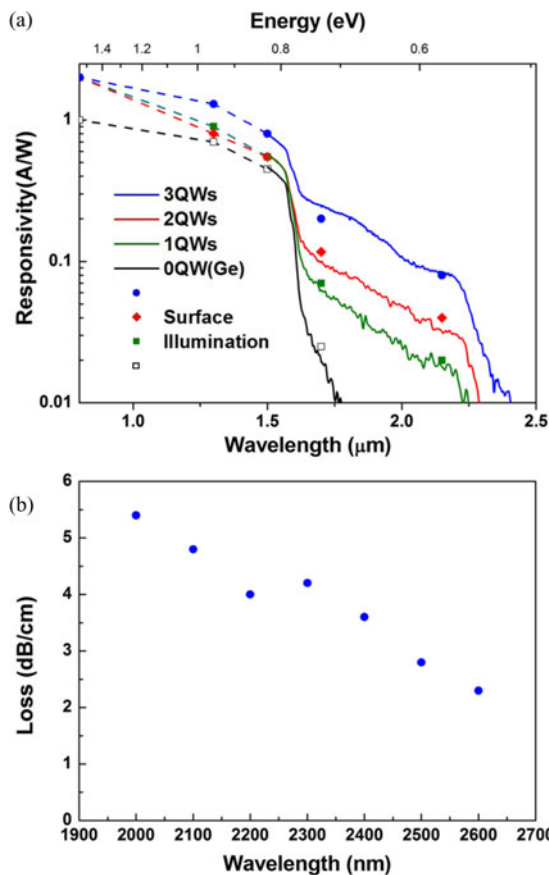 (a)
Energy (eV)
1.4 1.2 1 0.8 0.6
Responsivity(A/W)
1
0.1
0.01
3QWs
2QWs
1QWs
0QW(Ge)
Surface
Illumination
1.0 1.5 2.0 2.5
Wavelength (μm)
(b)
Loss (dB/cm)
6
5
4
3
2
1
0
1900 2000 2100 2200 2300 2400 2500 2600 2700
Wavelength (nm)